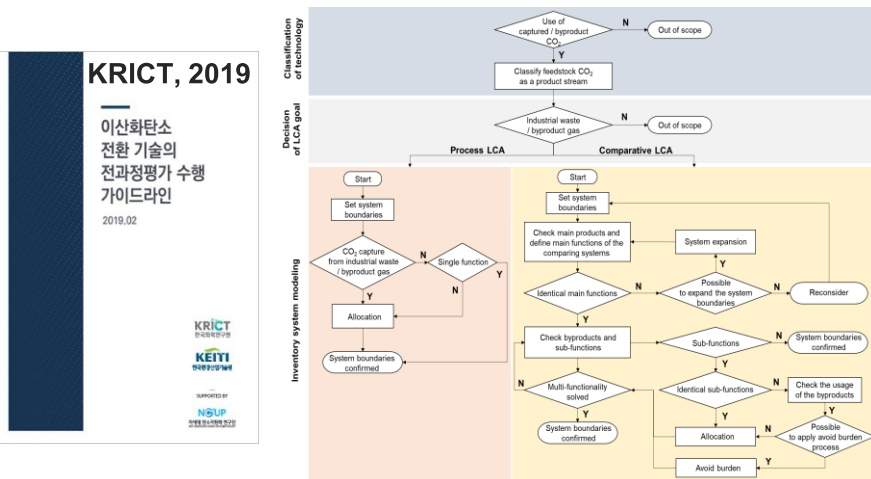 KRICT, 2019
이산화탄소
전환 기술의
전과정평가 수행
가이드라인
2019.02
KRICT
한국화학연구원
KEITI
한국환경산업기술원
SUPPORTED BY
Classification
of technology
Use of
captured / byproduct
CO₂
N
Out of scope
Y
Classify feedstock CO₂
as a product stream
Decision
of LCA goal
Industrial waste
/ byproduct gas
N
Out of scope
Process LCA
Comparative LCA
Inventory system modeling
Start
Set system
boundaries
CO₂ capture
from industrial waste
/ byproduct gas
N
Single function
Y
Y
N
Allocation
System boundaries
confirmed
Start
Set system
boundaries
Check main products and
define main functions of the
comparing systems
System expansion
Y
Identical main functions
N
Possible
to expand the system
boundaries
N
Reconsider
Y
Check byproducts and
sub-functions
Sub-functions
N
System boundaries
confirmed
Y
N
Multi-functionality
solved
Identical sub-functions
N
Check the usage
of the byproducts
Y
Y
Y
System boundaries
confirmed
Allocation
N
Possible
to apply avoid burden
process
Y
Avoid burden